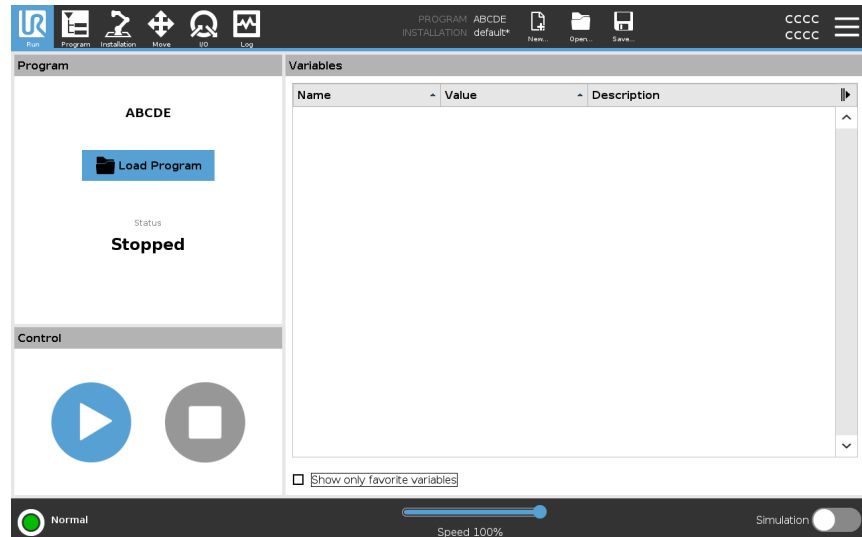 UR
PROGRAM ABCDE
INSTALLATION default*
CCCC
CCCC
Run Program Installation Move I/O Log New... Open... Save...
Program
Variables
Name Value Description
ABCDE
Load Program
Status
Stopped
Control
Show only favorite variables
Normal
Speed 100%
Simulation